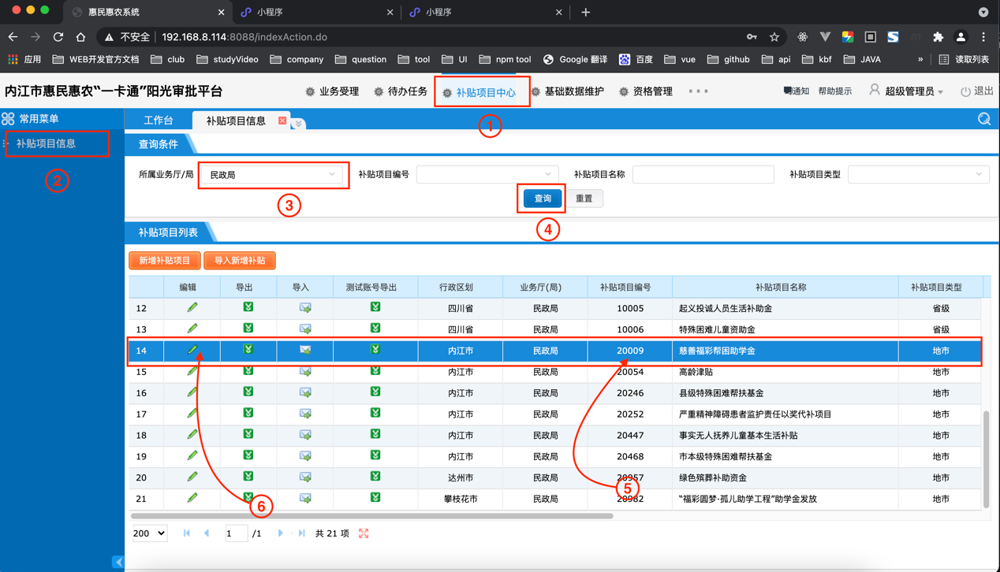 惠民惠农系统
小程序
小程序
不安全 192.168.8.114:8088/indexAction.do
应用 WEB开发官方文档 club studyVideo company question tool UI npm tool Google 翻译 百度 vue github api kbf JAVA » 读取列表
内江市惠民惠农“一卡通”阳光审批平台
业务受理 待办任务 补贴项目中心 基础数据维护 资格管理
通知 帮助提示 超级管理员 退出
①
常用菜单 工作台 补贴项目信息
补贴项目信息
②
查询条件
所属业务厅/局 民政局 补贴项目编号 补贴项目名称 补贴项目类型
③
查询 重置
④
补贴项目列表
新增补贴项目 导入新增补贴
编辑 导出 导入 测试账号导出 行政区划 业务厅(局) 补贴项目编号 补贴项目名称 补贴项目类型
12 四川省 民政局 10005 起义投诚人员生活补助金 省级
13 四川省 民政局 10006 特殊困难儿童资助金 省级
14 内江市 民政局 20009 慈善福彩帮困助学金 地市
15 内江市 民政局 20054 高龄津贴 地市
16 内江市 民政局 20246 县级特殊困难帮扶基金 地市
17 内江市 民政局 20252 严重精神障碍患者监护责任以奖代补项目 地市
18 内江市 民政局 20447 事实无人抚养儿童基本生活补贴 地市
19 内江市 民政局 20468 市本级特殊困难帮扶基金 地市
20 达州市 民政局 20957 绿色殡葬补助资金 地市
21 攀枝花市 民政局 20982 “福彩圆梦·孤儿助学工程”助学金发放 地市
⑤
⑥
200 1 /1 共 21 项